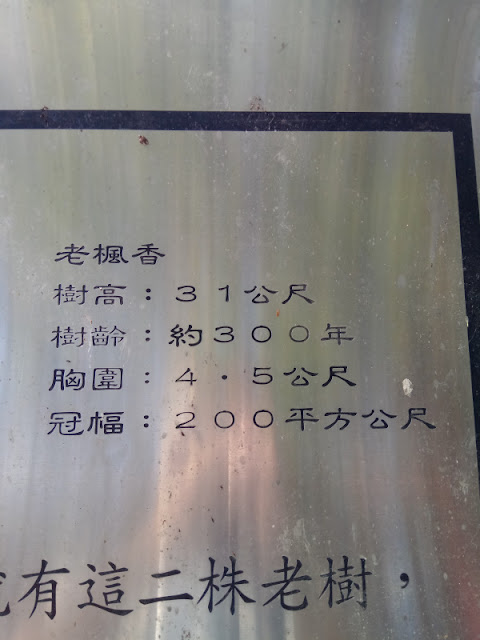 老楓香
樹高：３１公尺
樹齡：約３００年
胸圍：４．５公尺
冠幅：２００平方公尺
有這二株老樹，